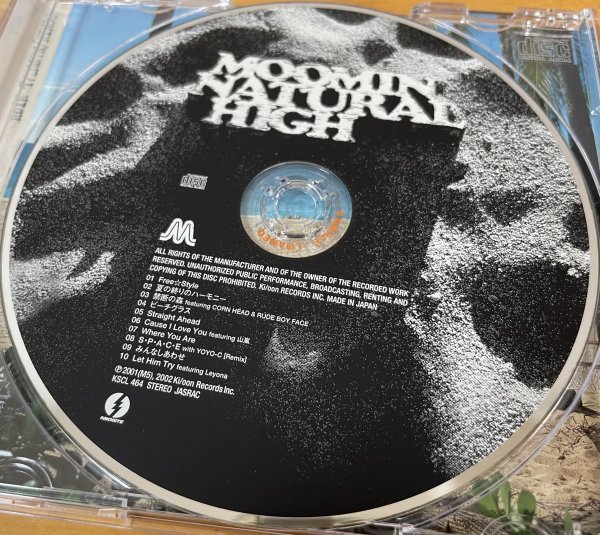 MOOMIN
NATURAL
HIGH
M
ALL RIGHTS OF THE MANUFACTURER AND OF THE OWNER OF THE RECORDED WORK
RESERVED. UNAUTHORIZED PUBLIC PERFORMANCE, BROADCASTING, RENTING AND
COPYING OF THIS DISC PROHIBITED. Ki/oon RECORDS INC. MADE IN JAPAN
01 Free☆Style
02 夏の終りのハーモニー
03 禁断の森 featuring CORN HEAD & RUDE BOY FACE
04 ビーチグラス
05 Straight Ahead
06 Cause I Love You featuring 山嵐
07 Where You Are
08 S・P・A・C・E with YOYO-C [Remix]
09 みんなしあわせ
10 Let Him Try featuring Leyona
℗2001(M5), 2002 Ki/oon Records Inc.
KSCL 464 STEREO JASRAC
NEOSITE
disc